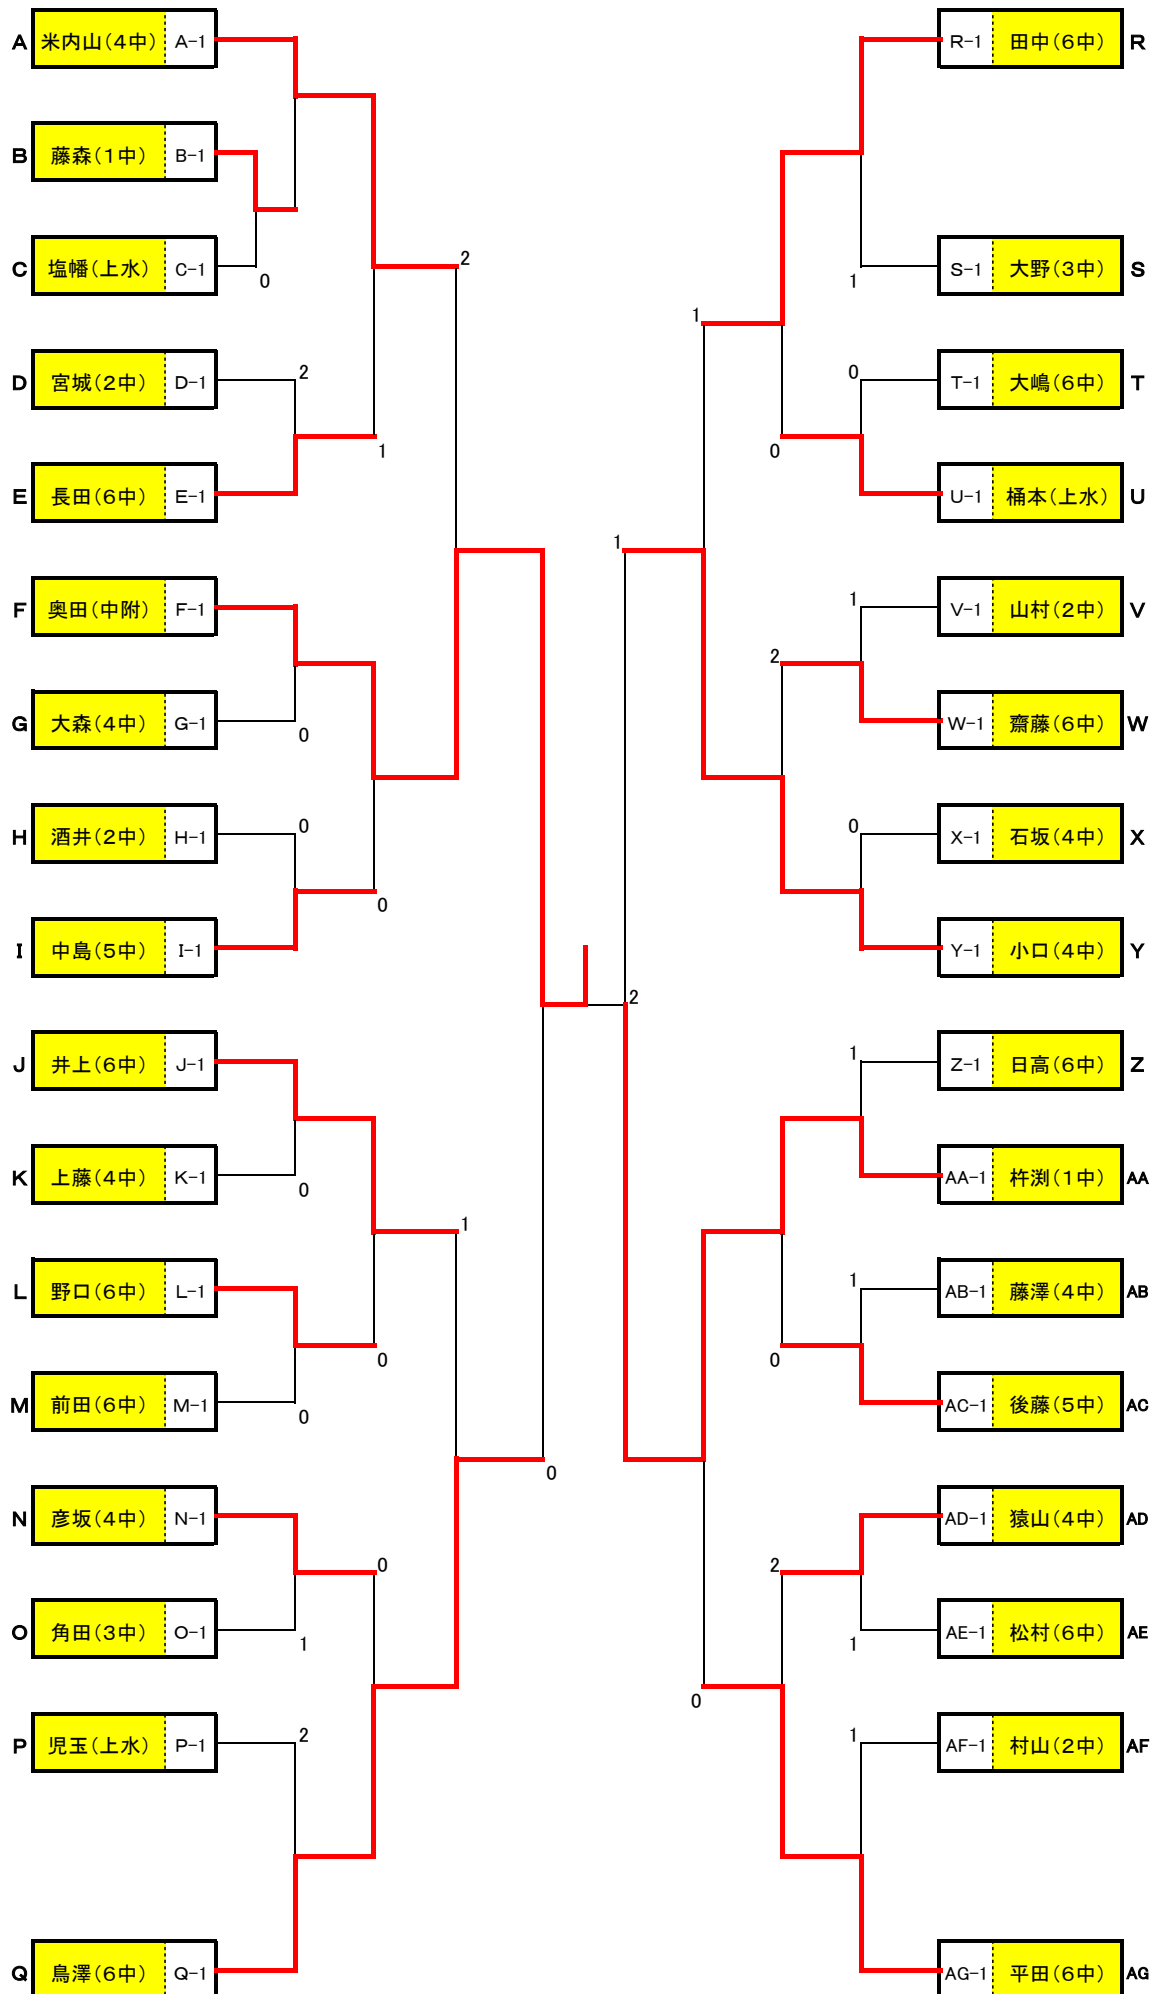 A 米内山(4中) A-1
B 藤森(1中) B-1
C 塩幡(上水) C-1
0
2
D 宮城(2中) D-1
2
E 長田(6中) E-1
1
F 奥田(中附) F-1
G 大森(4中) G-1
0
H 酒井(2中) H-1
0
I 中島(5中) I-1
0
J 井上(6中) J-1
K 上藤(4中) K-1
0
1
L 野口(6中) L-1
0
M 前田(6中) M-1
0
0
N 彦坂(4中) N-1
0
O 角田(3中) O-1
1
P 児玉(上水) P-1
2
Q 鳥澤(6中) Q-1
R-1 田中(6中) R
S-1 大野(3中) S
1
1
T-1 大嶋(6中) T
0
0
U-1 桶本(上水) U
1
V-1 山村(2中) V
1
2
W-1 齋藤(6中) W
X-1 石坂(4中) X
0
Y-1 小口(4中) Y
2
Z-1 日高(6中) Z
1
AA-1 杵渕(1中) AA
AB-1 藤澤(4中) AB
1
0
AC-1 後藤(5中) AC
AD-1 猿山(4中) AD
2
AE-1 松村(6中) AE
1
0
AF-1 村山(2中) AF
1
AG-1 平田(6中) AG